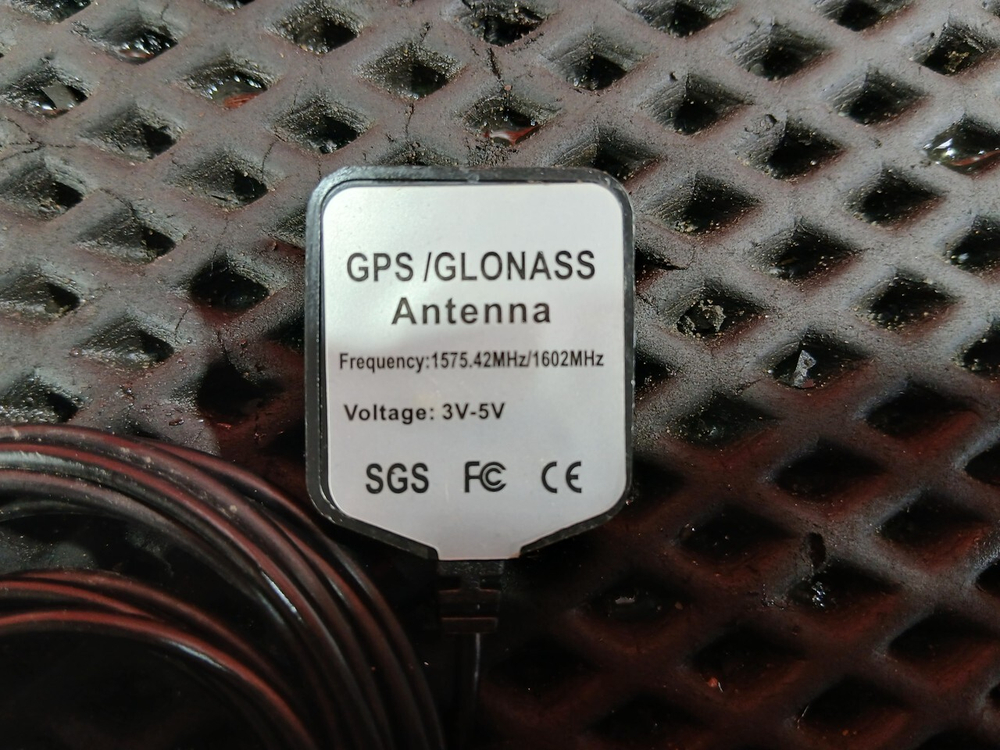 GPS /GLONASS
Antenna
Frequency:1575.42MHz/1602MHz
Voltage: 3V-5V
SGS FC CE